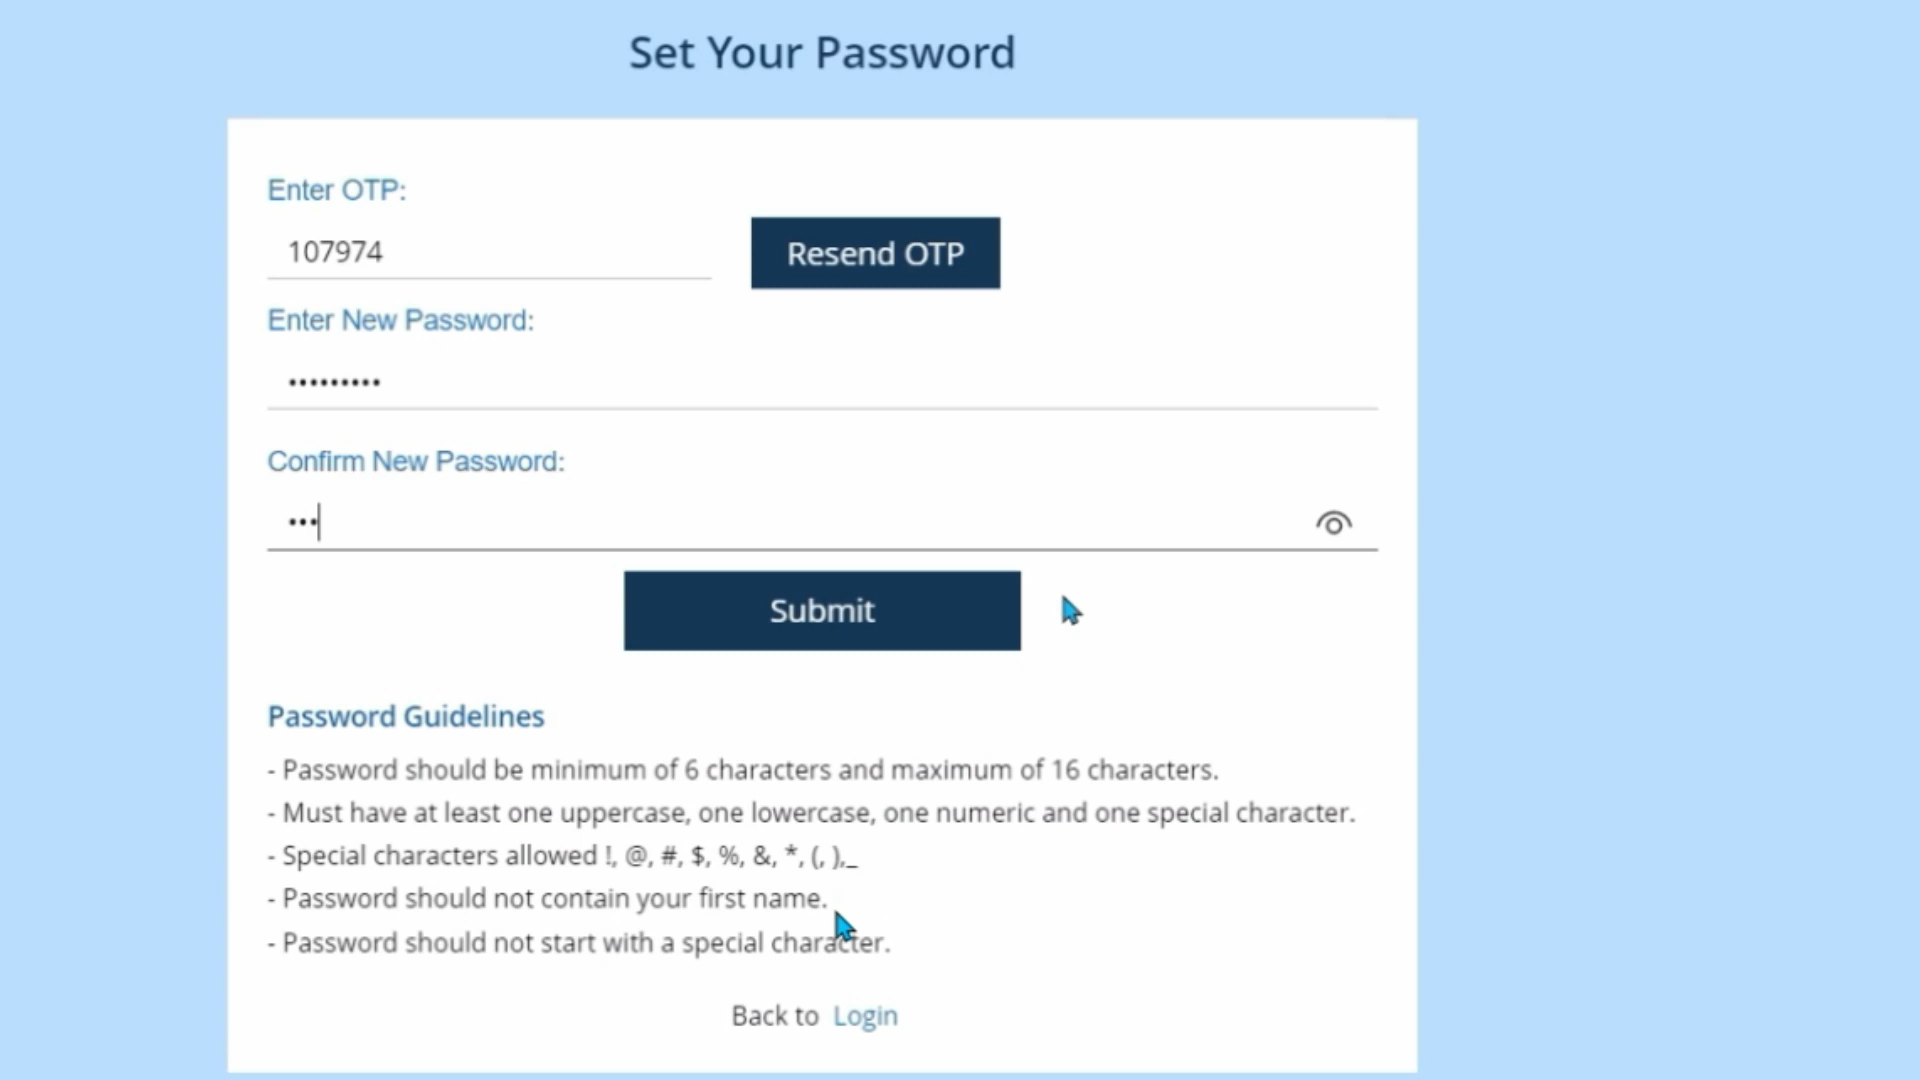 Set Your Password
Enter OTP:
107974
Resend OTP
Enter New Password:
•••••••••
Confirm New Password:
•••
Submit
Password Guidelines
- Password should be minimum of 6 characters and maximum of 16 characters.
- Must have at least one uppercase, one lowercase, one numeric and one special character.
- Special characters allowed !, @, #, $, %, &, *, (, ),_
- Password should not contain your first name.
- Password should not start with a special character.
Back to Login